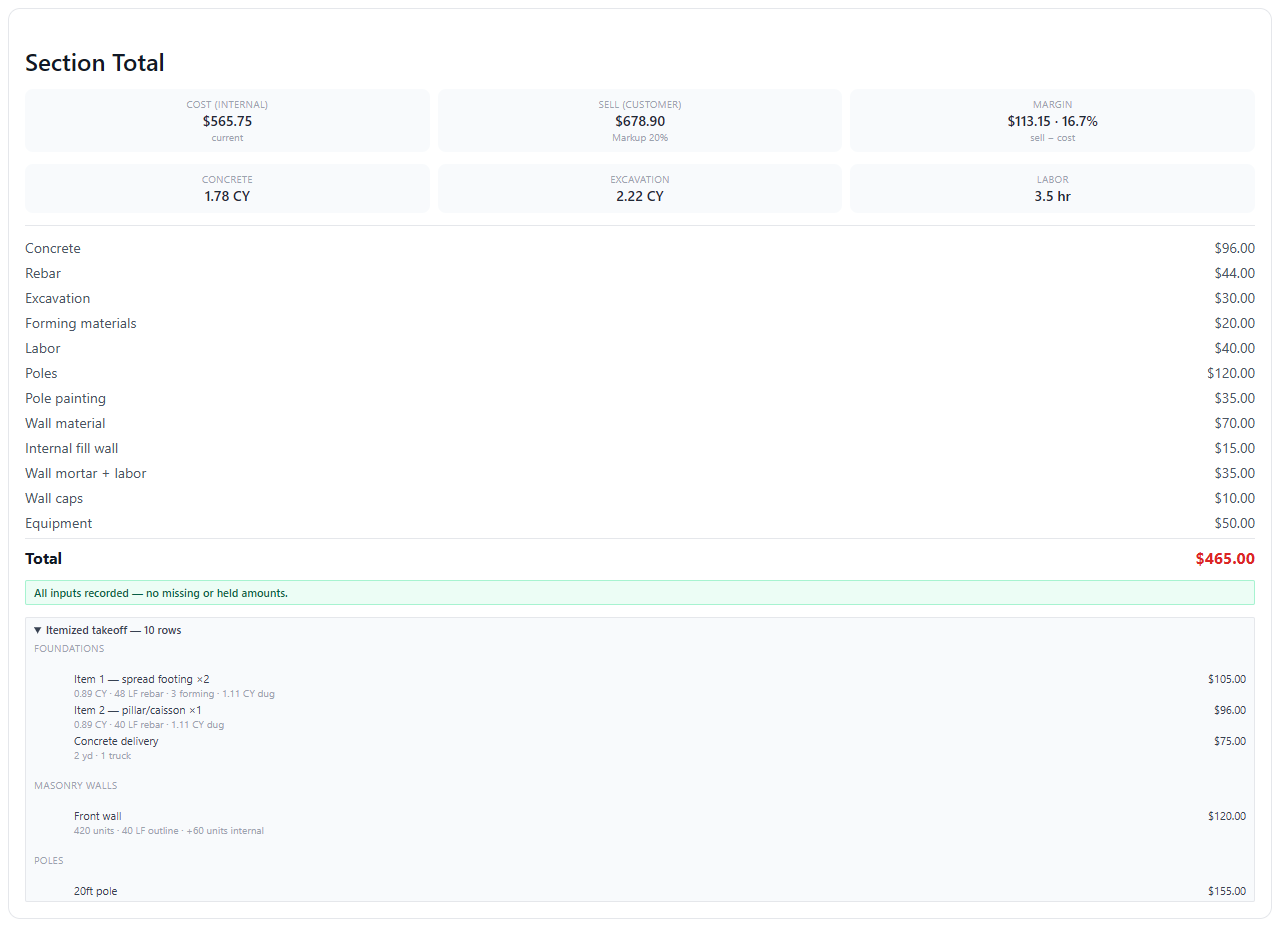 Section Total
COST (INTERNAL)
$565.75
current
SELL (CUSTOMER)
$678.90
Markup 20%
MARGIN
$113.15 · 16.7%
sell − cost
CONCRETE
1.78 CY
EXCAVATION
2.22 CY
LABOR
3.5 hr
Concrete $96.00
Rebar $44.00
Excavation $30.00
Forming materials $20.00
Labor $40.00
Poles $120.00
Pole painting $35.00
Wall material $70.00
Internal fill wall $15.00
Wall mortar + labor $35.00
Wall caps $10.00
Equipment $50.00
Total $465.00
All inputs recorded — no missing or held amounts.
▼ Itemized takeoff — 10 rows
FOUNDATIONS
Item 1 — spread footing ×2 $105.00
0.89 CY · 48 LF rebar · 3 forming · 1.11 CY dug
Item 2 — pillar/caisson ×1 $96.00
0.89 CY · 40 LF rebar · 1.11 CY dug
Concrete delivery $75.00
2 yd · 1 truck
MASONRY WALLS
Front wall $120.00
420 units · 40 LF outline · +60 units internal
POLES
20ft pole $155.00